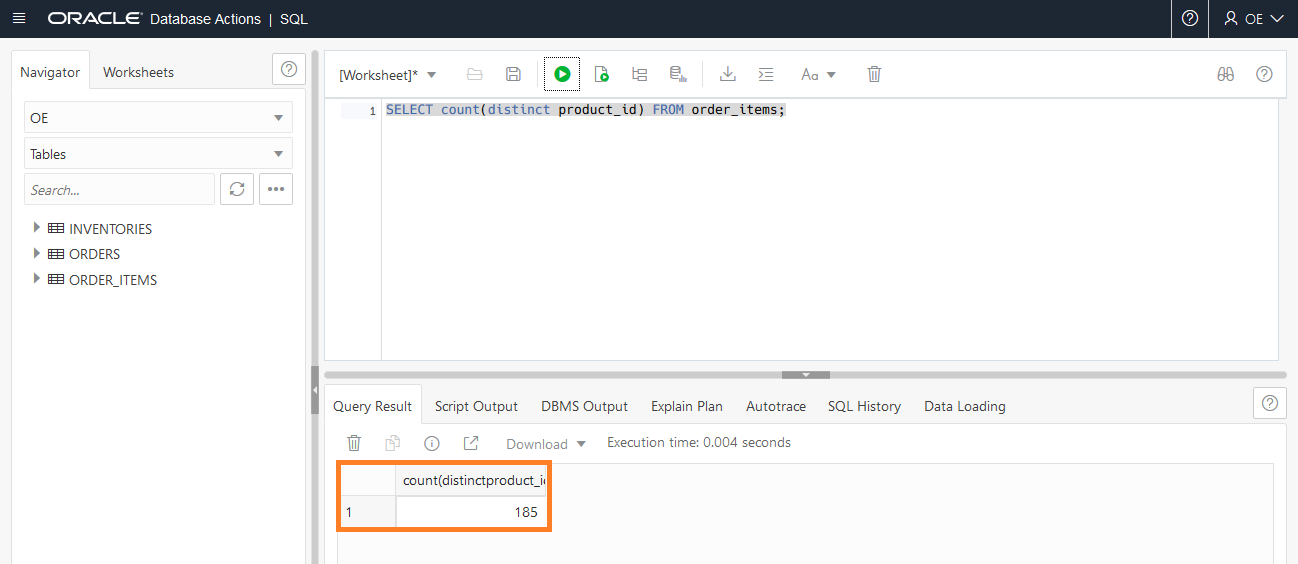 ORACLE Database Actions | SQL
OE
Navigator
Worksheets
OE
Tables
Search...
INVENTORIES
ORDERS
ORDER_ITEMS
[Worksheet]*
Aa
1 SELECT count(distinct product_id) FROM order_items;
Query Result Script Output DBMS Output Explain Plan Autotrace SQL History Data Loading
Download Execution time: 0.004 seconds
count(distinctproduct_id
1 185